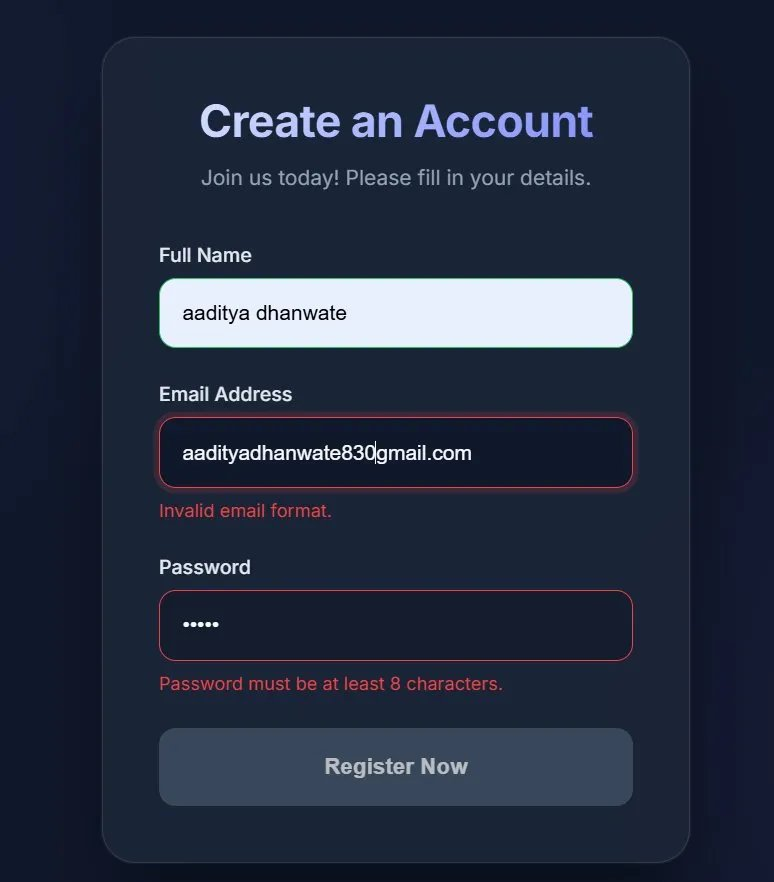 Create an Account
Join us today! Please fill in your details.
Full Name
aaditya dhanwate
Email Address
aadityadhanwate830gmail.com
Invalid email format.
Password
•••••
Password must be at least 8 characters.
Register Now